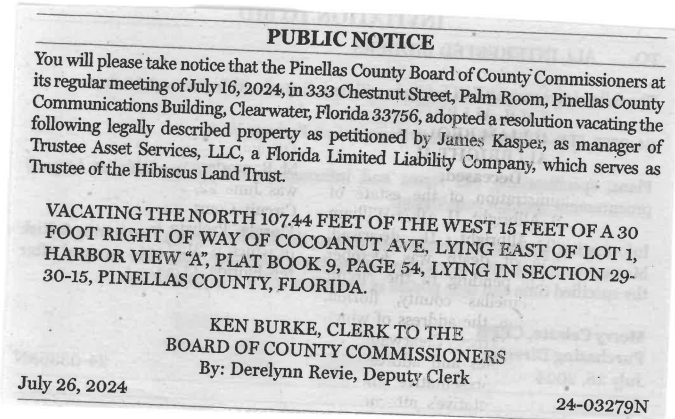 PUBLIC NOTICE
You will please take notice that the Pinellas County Board of County Commissioners at
its regular meeting of July 16, 2024, in 333 Chestnut Street, Palm Room, Pinellas County
Communications Building, Clearwater, Florida 33756, adopted a resolution vacating the
following legally described property as petitioned by James Kasper, as manager of
Trustee Asset Services, LLC, a Florida Limited Liability Company, which serves as
Trustee of the Hibiscus Land Trust.
VACATING THE NORTH 107.44 FEET OF THE WEST 15 FEET OF A 30
FOOT RIGHT OF WAY OF COCOANUT AVE, LYING EAST OF LOT 1,
HARBOR VIEW "A", PLAT BOOK 9, PAGE 54, LYING IN SECTION 29-
30-15, PINELLAS COUNTY, FLORIDA.
KEN BURKE, CLERK TO THE
BOARD OF COUNTY COMMISSIONERS
By: Derelynn Revie, Deputy Clerk
July 26, 2024
24-03279N